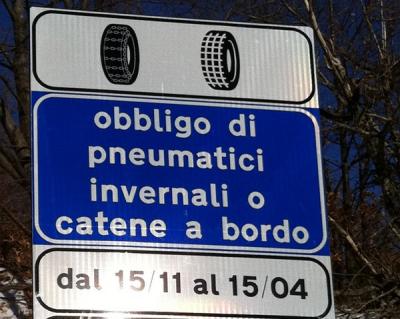 obbligo di
pneumatici
invernali o
catene a bordo
dal 15/11 al 15/04